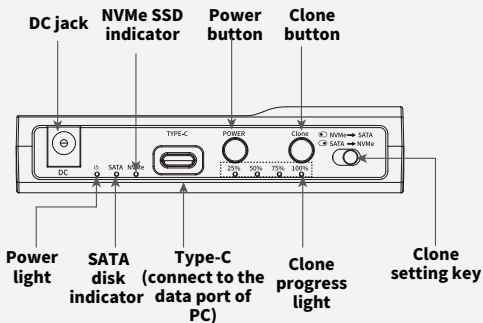 DC jack
NVMe SSD
indicator
Power
button
Clone
button
TYPE-C
POWER
Clone
NVMe → SATA
SATA → NVMe
DC
SATA
NVMe
25%
50%
75%
100%
Power
light
SATA
disk
indicator
Type-C
(connect to the
data port of
PC)
Clone
progress
light
Clone
setting key